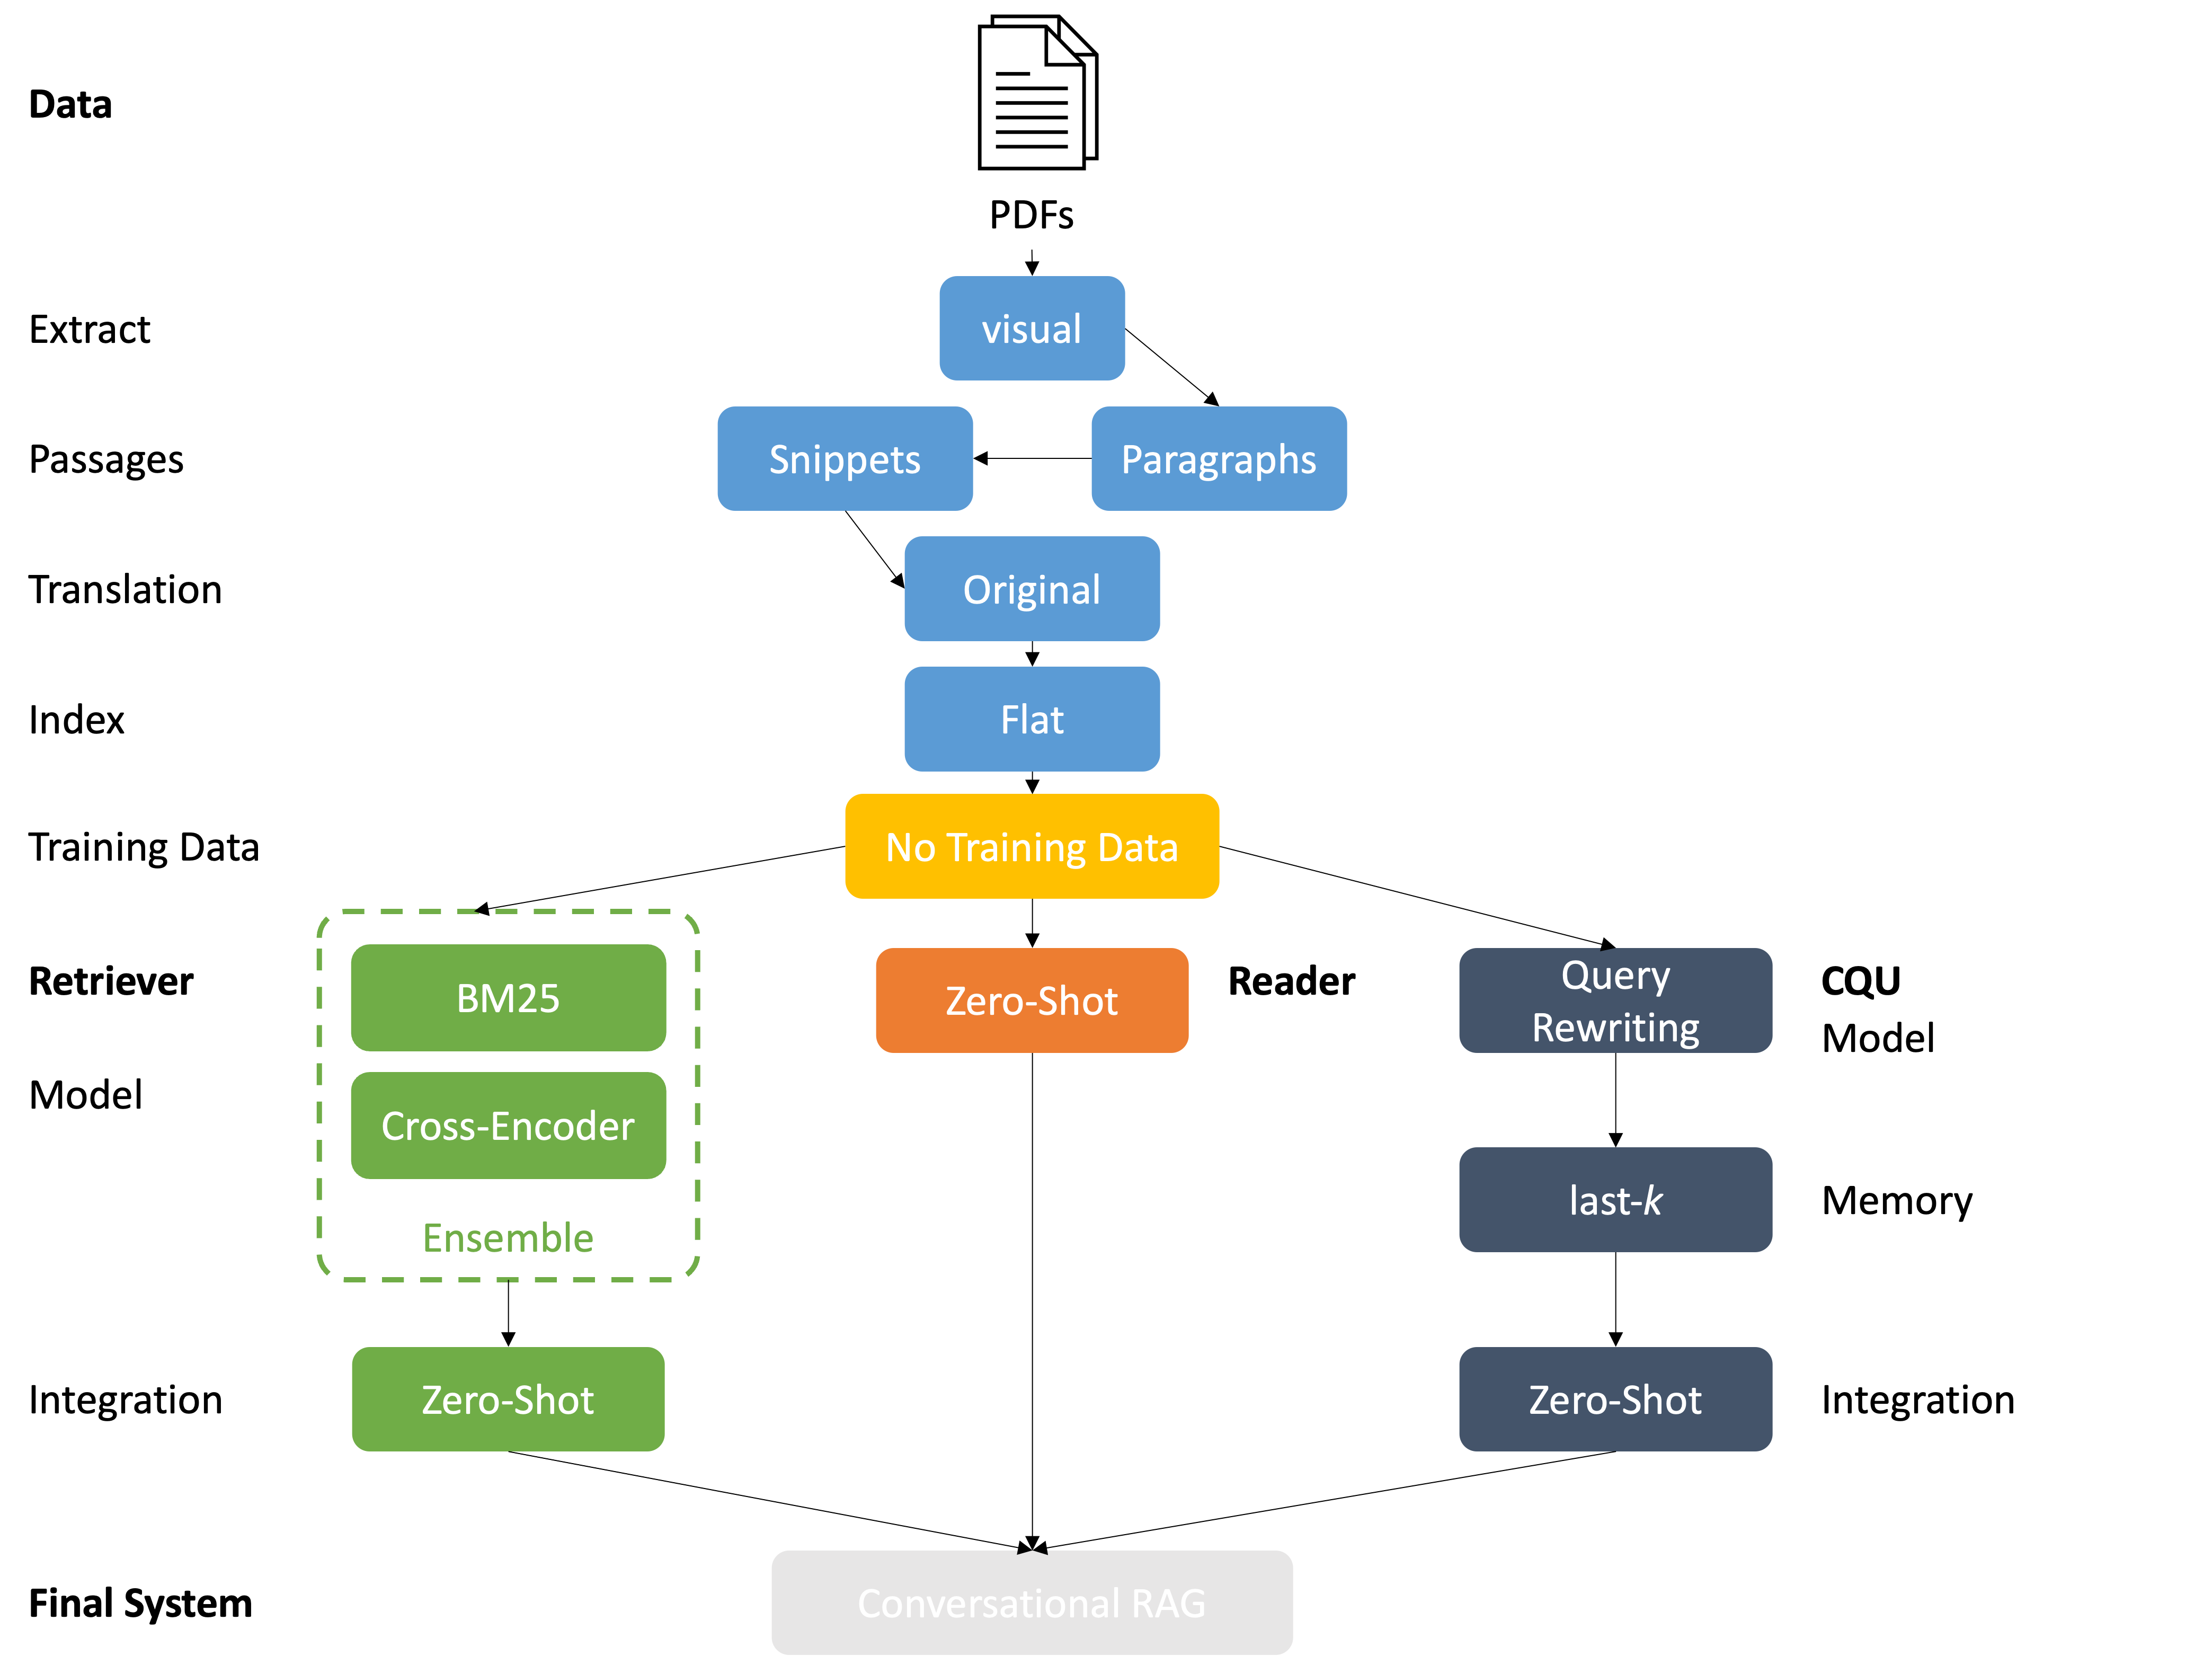 Data
PDFs
Extract
visual
Passages
Snippets
Paragraphs
Translation
Original
Index
Flat
Training Data
No Training Data
Retriever
BM25
Zero-Shot
Reader
Query
Rewriting
CQU
Model
Model
Cross-Encoder
Ensemble
last-k
Memory
Integration
Zero-Shot
Zero-Shot
Integration
Final System
Conversational RAG